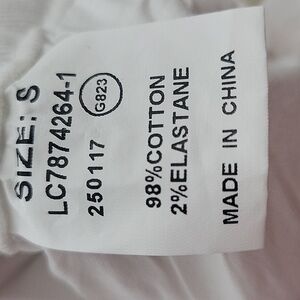 SIZE: S
LC7874264-1
250117 G823
98%COTTON
2%ELASTANE
MADE IN CHINA